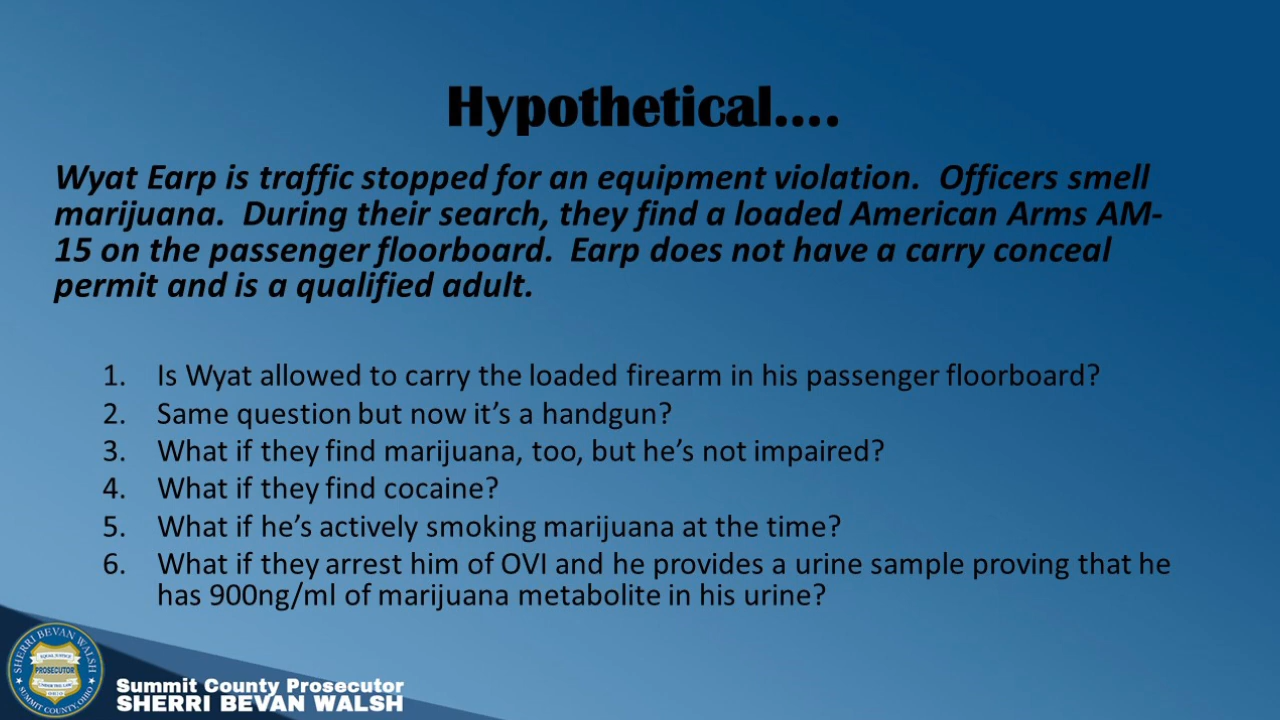 Hypothetical....
Wyat Earp is traffic stopped for an equipment violation. Officers smell
marijuana. During their search, they find a loaded American Arms AM-
15 on the passenger floorboard. Earp does not have a carry conceal
permit and is a qualified adult.
1. Is Wyat allowed to carry the loaded firearm in his passenger floorboard?
2. Same question but now it's a handgun?
3. What if they find marijuana, too, but he's not impaired?
4. What if they find cocaine?
5. What if he's actively smoking marijuana at the time?
6. What if they arrest him of OVI and he provides a urine sample proving that he
has 900ng/ml of marijuana metabolite in his urine?
SHERRI BEVAN WALSH
PROSECUTOR
SUMMIT COUNTY, OHIO
Summit County Prosecutor
SHERRI BEVAN WALSH